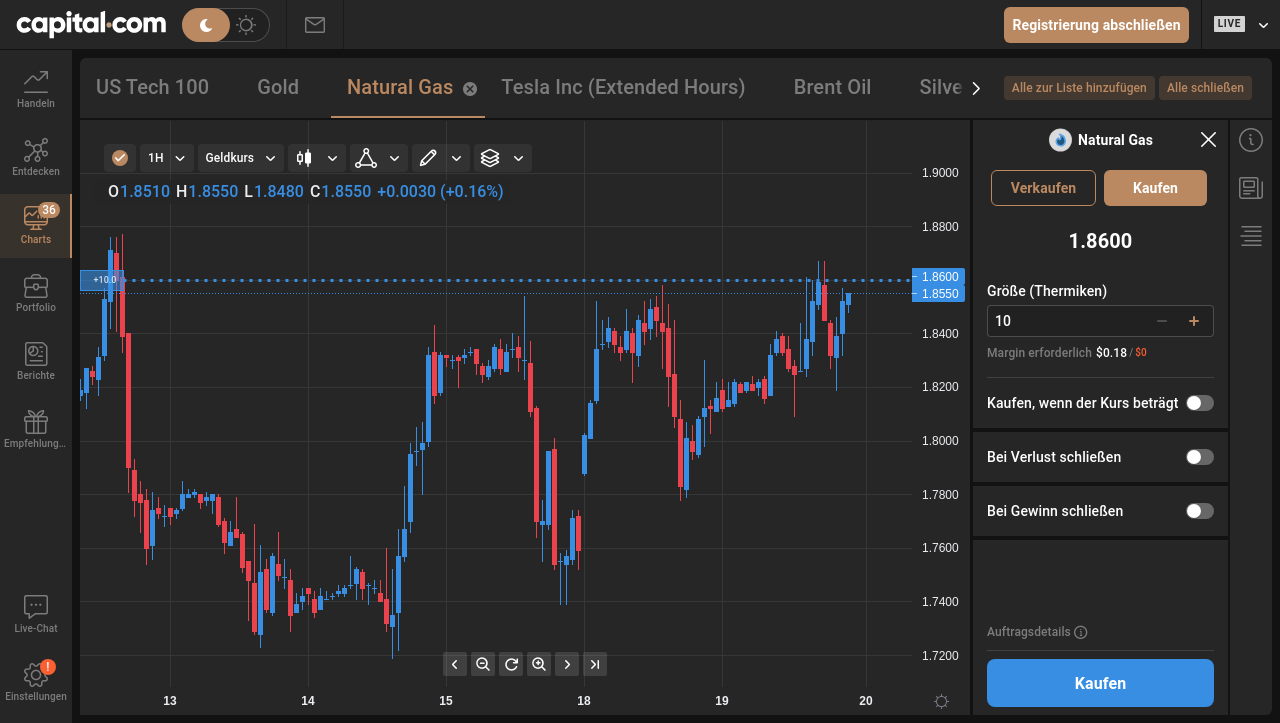 capital.com
Registrierung abschließen
LIVE
US Tech 100 Gold Natural Gas Tesla Inc (Extended Hours) Brent Oil Silve
Alle zur Liste hinzufügen Alle schließen
Handeln
Entdecken
36
Charts
Portfolio
Berichte
Empfehlung...
Live-Chat
!
Einstellungen
1H Geldkurs
O1.8510 H1.8550 L1.8480 C1.8550 +0.0030 (+0.16%)
+10.0
1.9000
1.8800
1.8600
1.8550
1.8400
1.8200
1.8000
1.7800
1.7600
1.7400
1.7200
13 14 15 18 19 20
Natural Gas
Verkaufen Kaufen
1.8600
Größe (Thermiken)
10
Margin erforderlich $0.18 / $0
Kaufen, wenn der Kurs beträgt
Bei Verlust schließen
Bei Gewinn schließen
Auftragsdetails
Kaufen